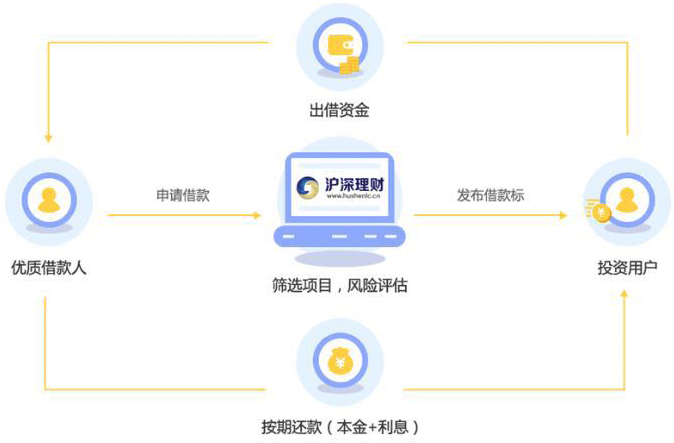 出借资金
沪深理财
www.hushenlc.cn
申请借款
发布借款标
优质借款人
筛选项目，风险评估
投资用户
按期还款（本金+利息）